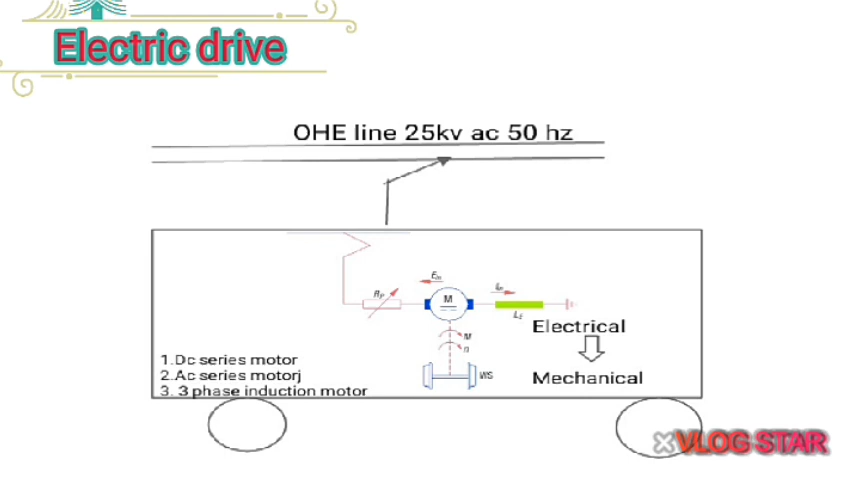 Electric drive
OHE line 25kv ac 50 hz
M
M
n
WS
Electrical
Mechanical
1.Dc series motor
2.Ac series motorj
3. 3 phase induction motor
VLOG STAR